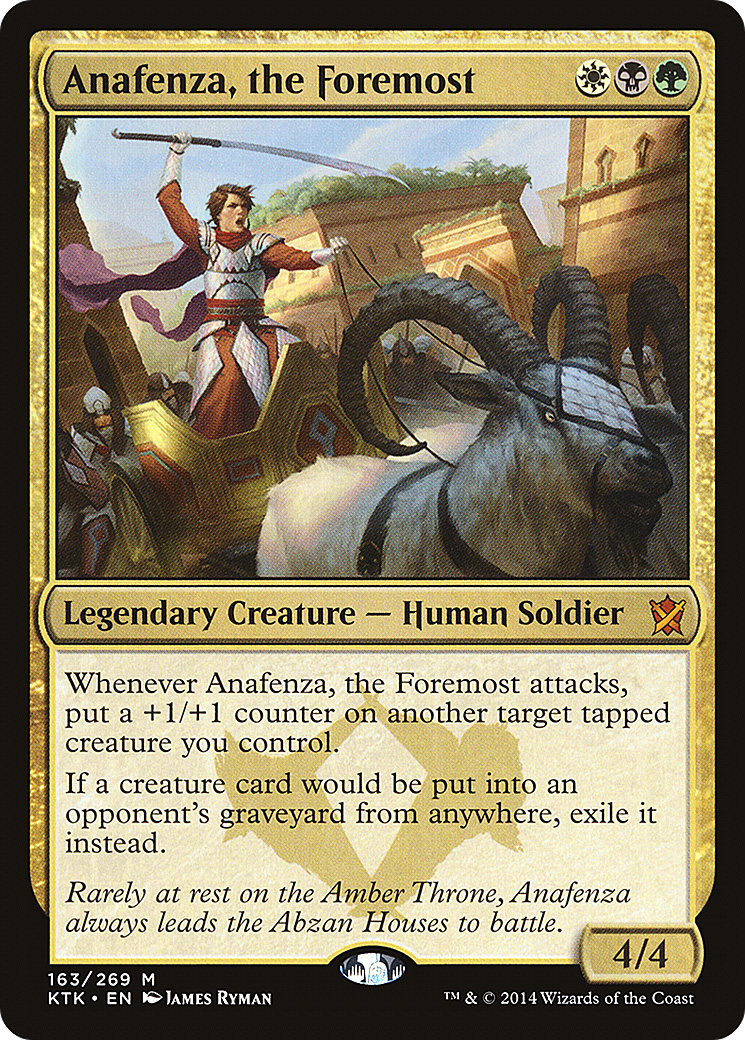 Anafenza, the Foremost
Legendary Creature — Human Soldier
Whenever Anafenza, the Foremost attacks,
put a +1/+1 counter on another target tapped
creature you control.
If a creature card would be put into an
opponent's graveyard from anywhere, exile it
instead.
Rarely at rest on the Amber Throne, Anafenza
always leads the Abzan Houses to battle.
4/4
163/269 M
KTK • EN James Ryman
™ & © 2014 Wizards of the Coast